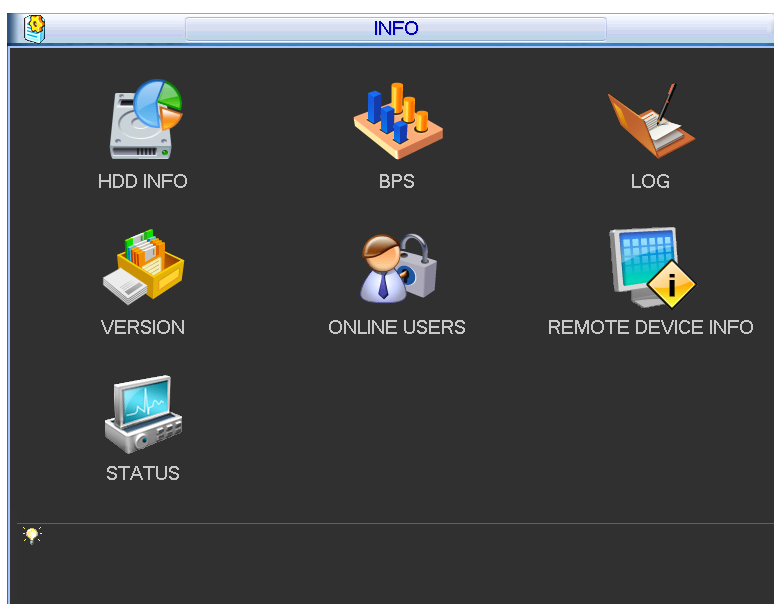 INFO
HDD INFO
BPS
LOG
VERSION
ONLINE USERS
REMOTE DEVICE INFO
STATUS